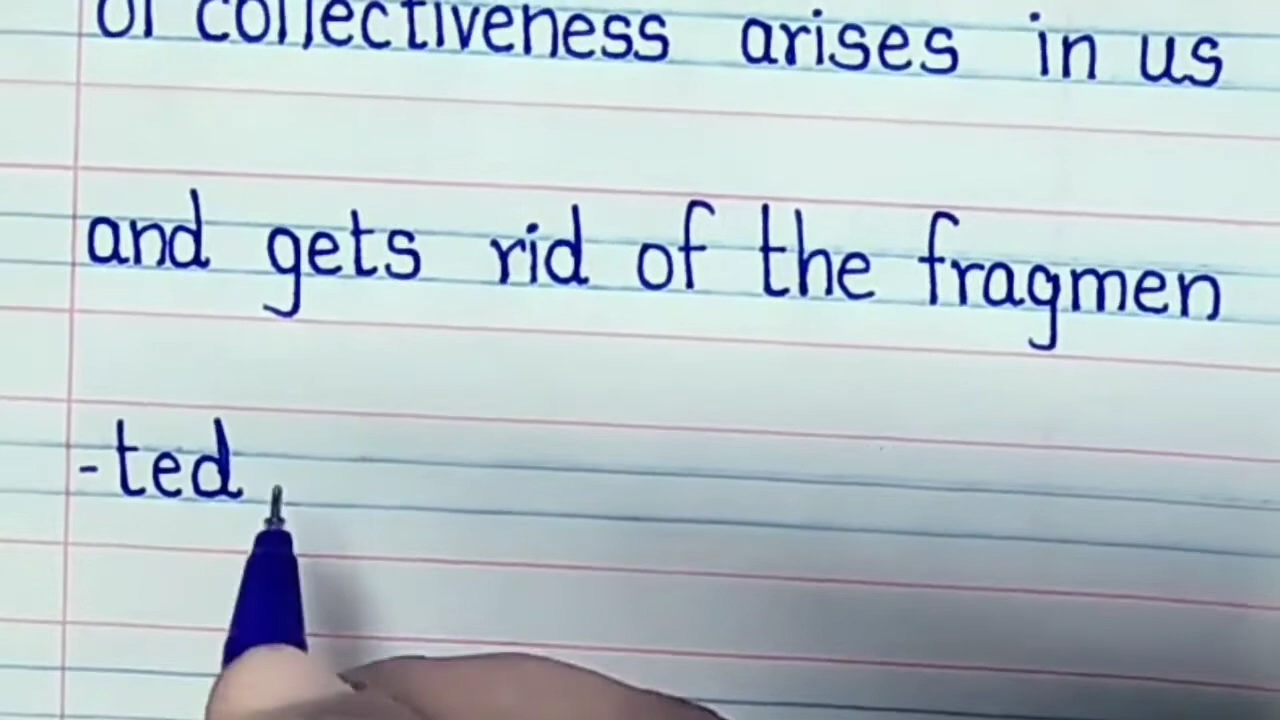 of collectiveness arises in us
and gets rid of the fragmen
-ted